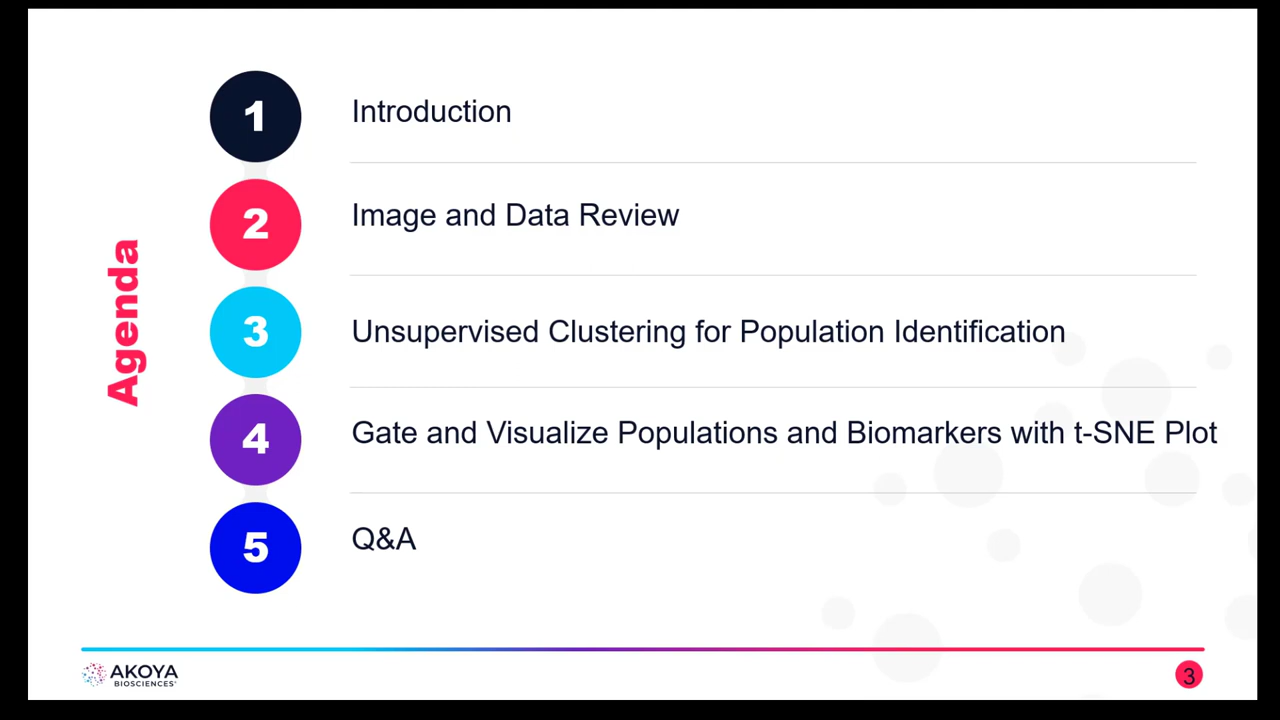 Agenda
1
Introduction
2
Image and Data Review
3
Unsupervised Clustering for Population Identification
4
Gate and Visualize Populations and Biomarkers with t-SNE Plot
5
Q&A
AKOYA
BIOSCIENCES
3